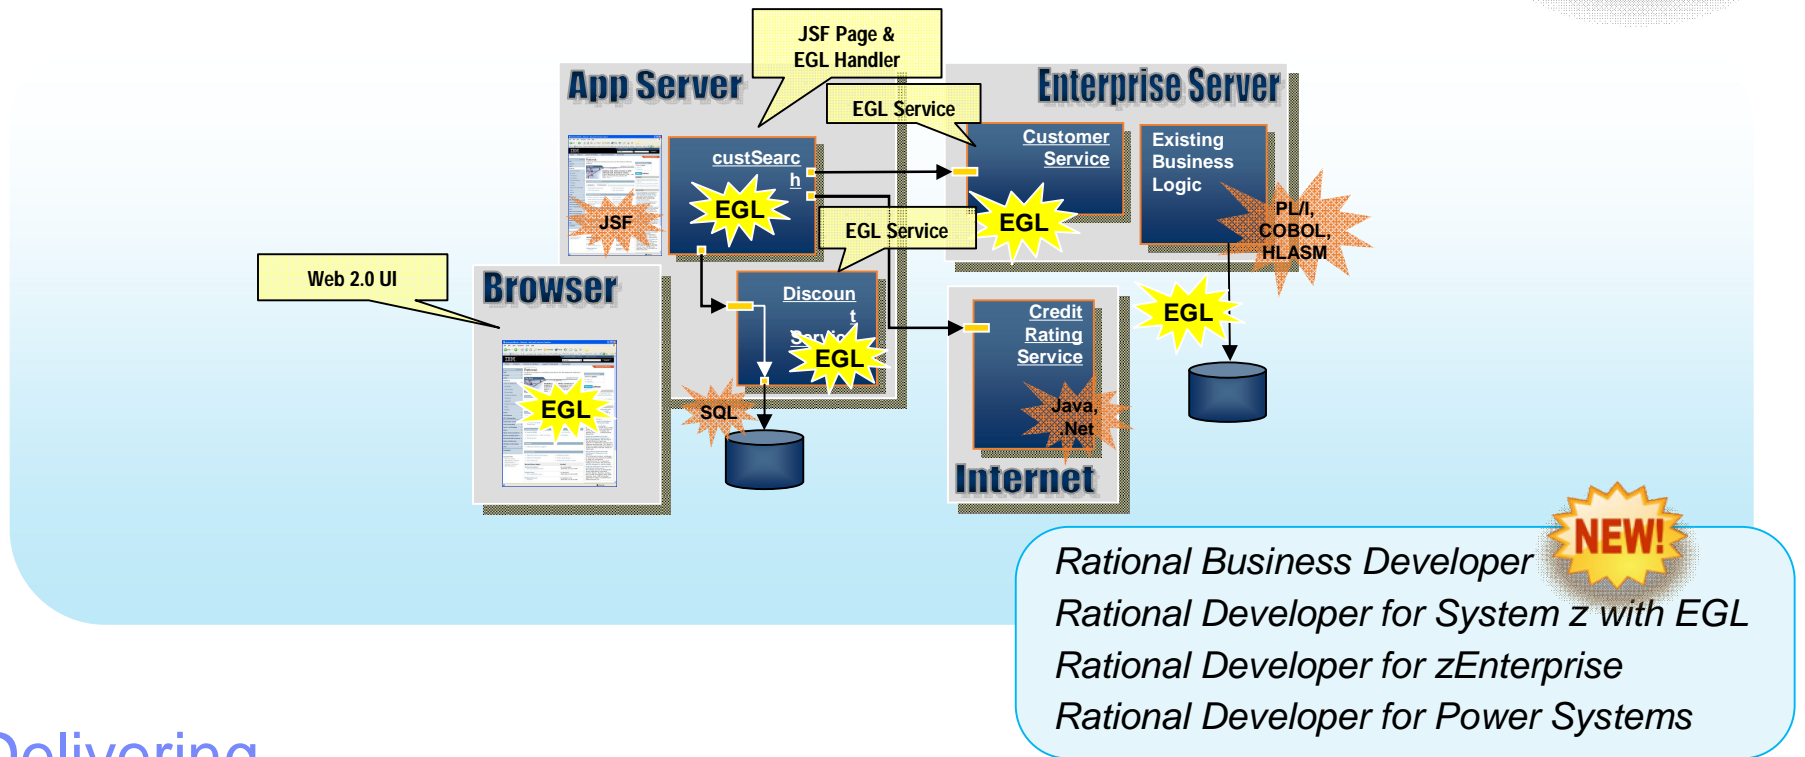 JSF Page &
EGL Handler
App Server
Enterprise Server
EGL Service
custSearc
h
Customer
Service
Existing
Business
Logic
JSF
EGL
EGL
PL/I,
COBOL,
HLASM
EGL Service
Web 2.0 UI
Browser
Discoun
t
Service
EGL
Credit
Rating
Service
EGL
EGL
SQL
Java,
.Net
Internet
NEW!
Rational Business Developer
Rational Developer for System z with EGL
Rational Developer for zEnterprise
Rational Developer for Power Systems
Delivering